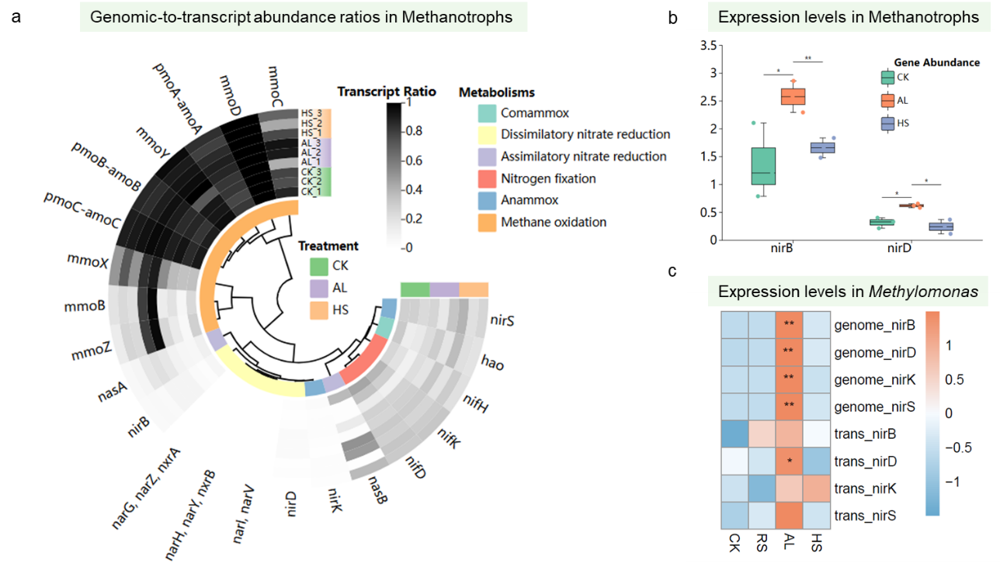 a
Genomic-to-transcript abundance ratios in Methanotrophs
mmoC
mmoD
pmoA-amoA
mmoY
pmoB-amoB
pmoC-amoC
mmoX
mmoB
mmoZ
nasA
nirB
narG, narZ, nxrA
narH, narY, nxrB
narI, narV
nirD
nirK
nasB
nifD
nifK
nifH
hao
nirS
HS_3
HS_2
HS_1
AL_3
AL_2
AL_1
CK_3
CK_2
CK_1
Transcript Ratio
1
0.8
0.6
0.4
0.2
0
Metabolisms
Comammox
Dissimilatory nitrate reduction
Assimilatory nitrate reduction
Nitrogen fixation
Anammox
Methane oxidation
Treatment
CK
AL
HS
b
Expression levels in Methanotrophs
3.5
3
2.5
2
1.5
1
0.5
0
*
**
*
*
nirB
nirD
Gene Abundance
CK
AL
HS
c
Expression levels in Methylomonas
**
genome_nirB
**
genome_nirD
**
genome_nirK
**
genome_nirS
trans_nirB
*
trans_nirD
trans_nirK
trans_nirS
CK
RS
AL
HS
1
0.5
0
−0.5
−1